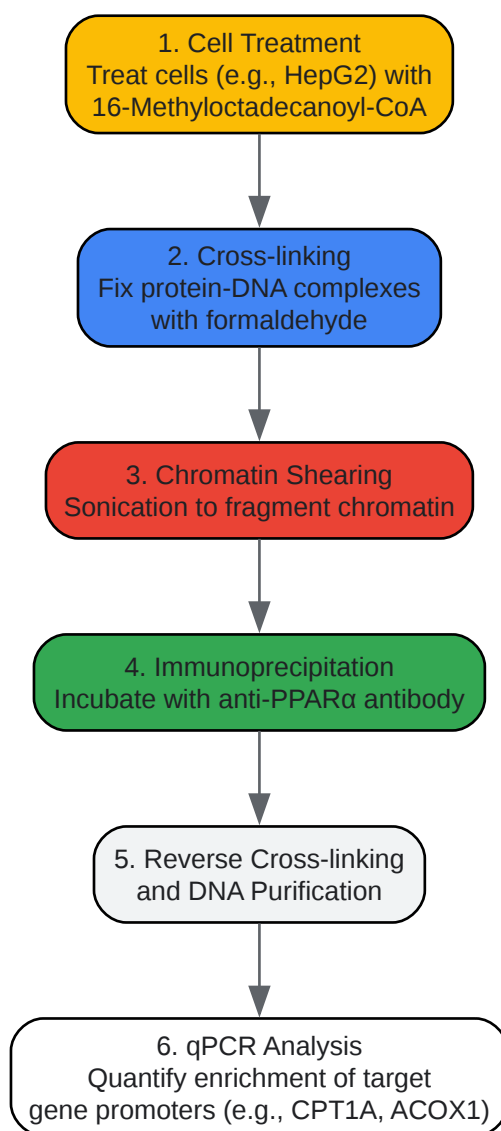 1. Cell Treatment
Treat cells (e.g., HepG2) with
16-Methyloctadecanoyl-CoA
2. Cross-linking
Fix protein-DNA complexes
with formaldehyde
3. Chromatin Shearing
Sonication to fragment chromatin
4. Immunoprecipitation
Incubate with anti-PPARα antibody
5. Reverse Cross-linking
and DNA Purification
6. qPCR Analysis
Quantify enrichment of target
gene promoters (e.g., CPT1A, ACOX1)